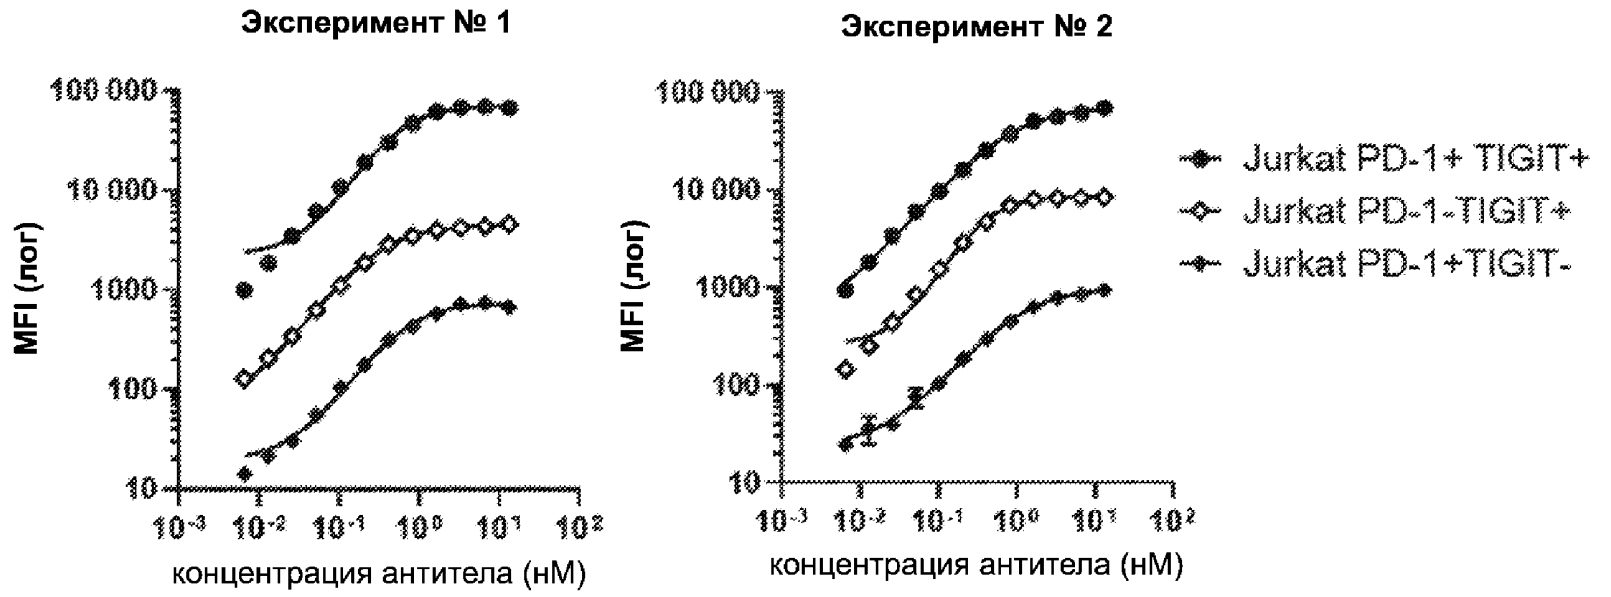 Эксперимент № 1
100 000
10 000
1000
100
10
MFI (лог)
10-3 10-2 10-1 10⁰ 10¹ 10²
концентрация антитела (нМ)
Эксперимент № 2
100 000
10 000
1000
100
10
MFI (лог)
10-3 10-2 10-1 10⁰ 10¹ 10²
концентрация антитела (нМ)
Jurkat PD-1+ TIGIT+
Jurkat PD-1-TIGIT+
Jurkat PD-1+TIGIT-